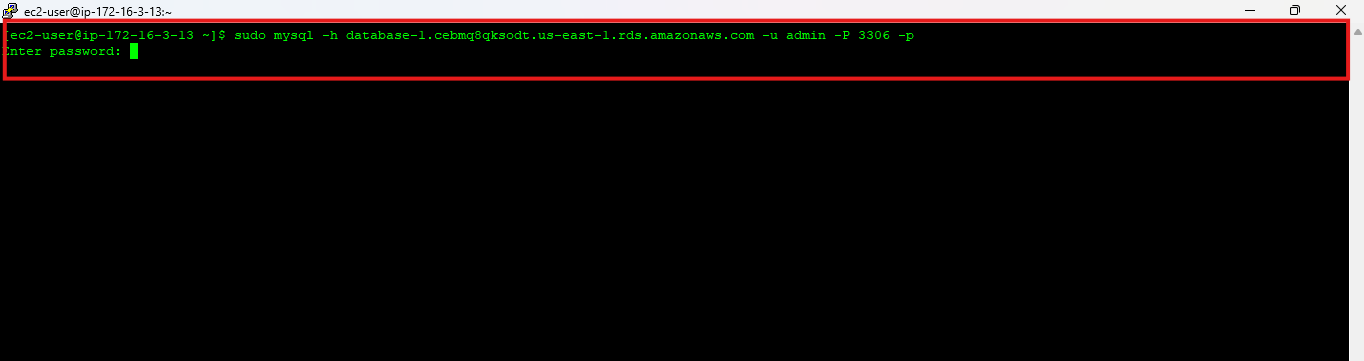 ec2-user@ip-172-16-3-13:~
[ec2-user@ip-172-16-3-13 ~]$ sudo mysql -h database-1.cebmq8qksodt.us-east-1.rds.amazonaws.com -u admin -P 3306 -p
Enter password: